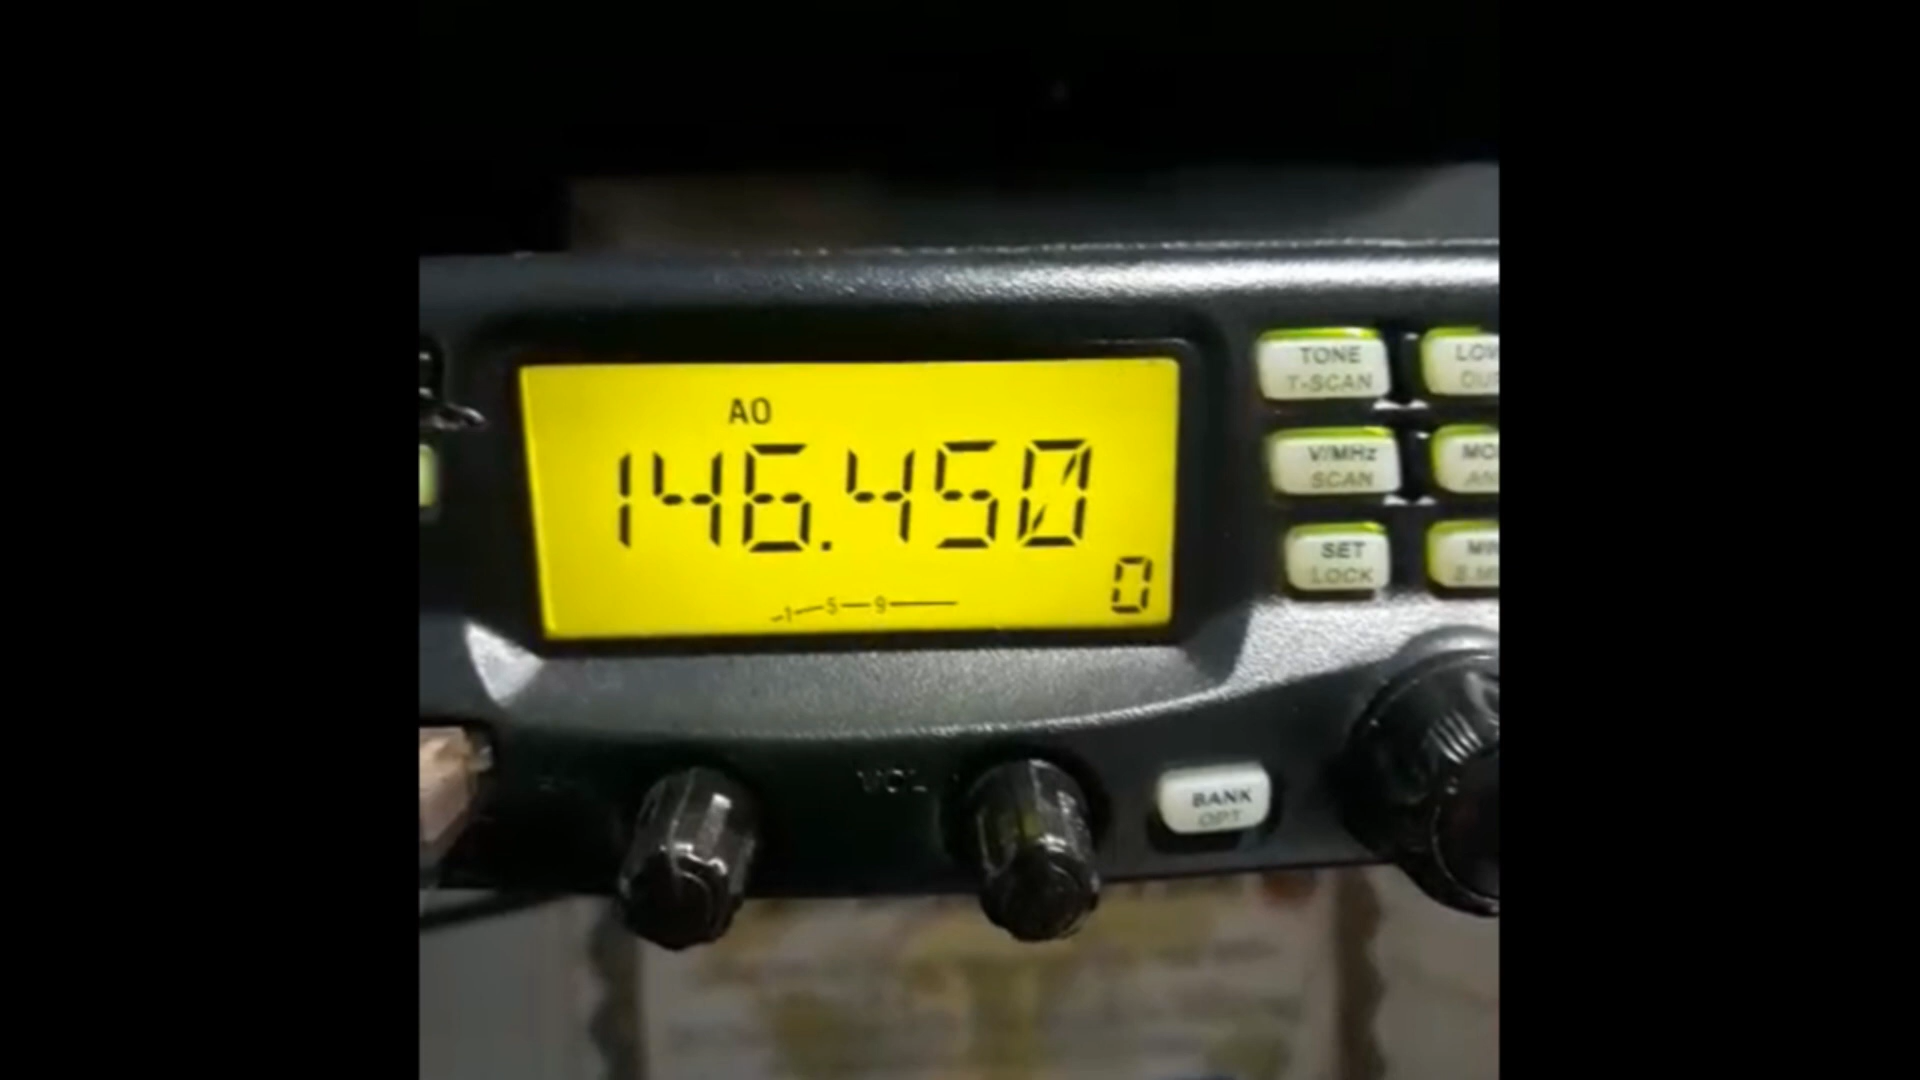 AO
146.450
0
1 5 9
TONE
T-SCAN
V/MHz
SCAN
SET
LOCK
VOL
BANK
OPT